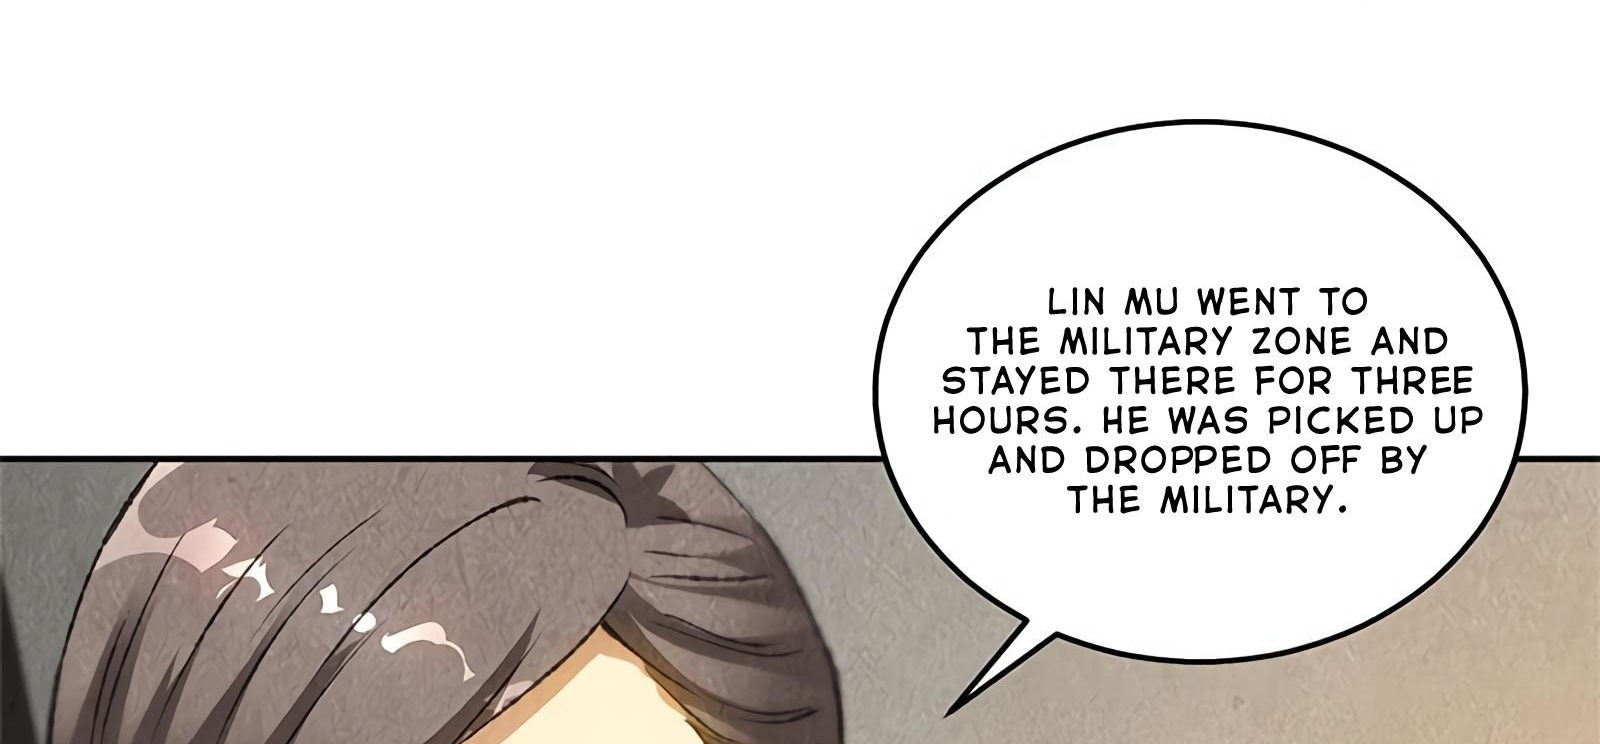 LIN MU WENT TO
THE MILITARY ZONE AND
STAYED THERE FOR THREE
HOURS. HE WAS PICKED UP
AND DROPPED OFF BY
THE MILITARY.